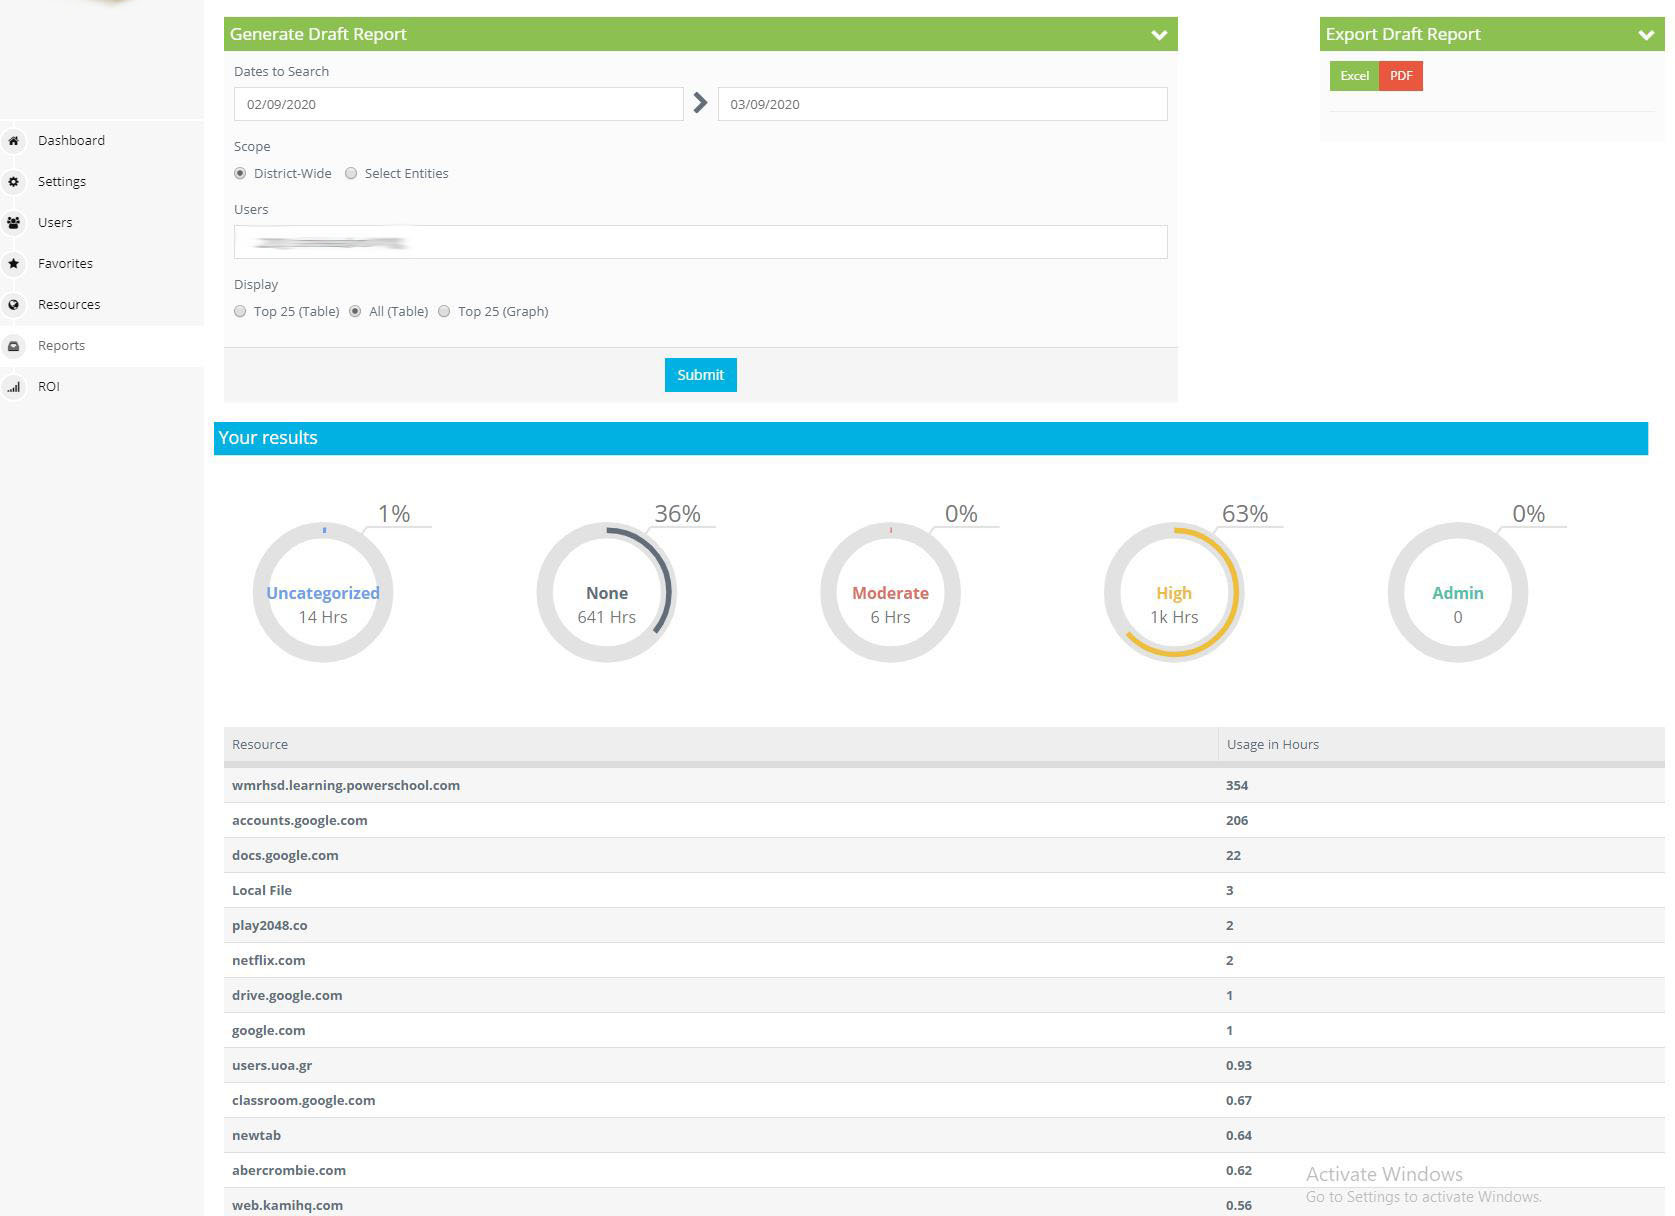 Generate Draft Report
Export Draft Report
Dates to Search
Excel PDF
02/09/2020 03/09/2020
Dashboard
Scope
Settings
District-Wide Select Entities
Users
Users
Favorites
Display
Resources
Top 25 (Table) All (Table) Top 25 (Graph)
Reports
Submit
ROI
Your results
1% 36% 0% 63% 0%
Uncategorized None Moderate High Admin
14 Hrs 641 Hrs 6 Hrs 1k Hrs 0
Resource Usage in Hours
wmrhsd.learning.powerschool.com 354
accounts.google.com 206
docs.google.com 22
Local File 3
play2048.co 2
netflix.com 2
drive.google.com 1
google.com 1
users.uoa.gr 0.93
classroom.google.com 0.67
newtab 0.64
abercrombie.com 0.62
Activate Windows
Go to Settings to activate Windows.
web.kamihq.com 0.56